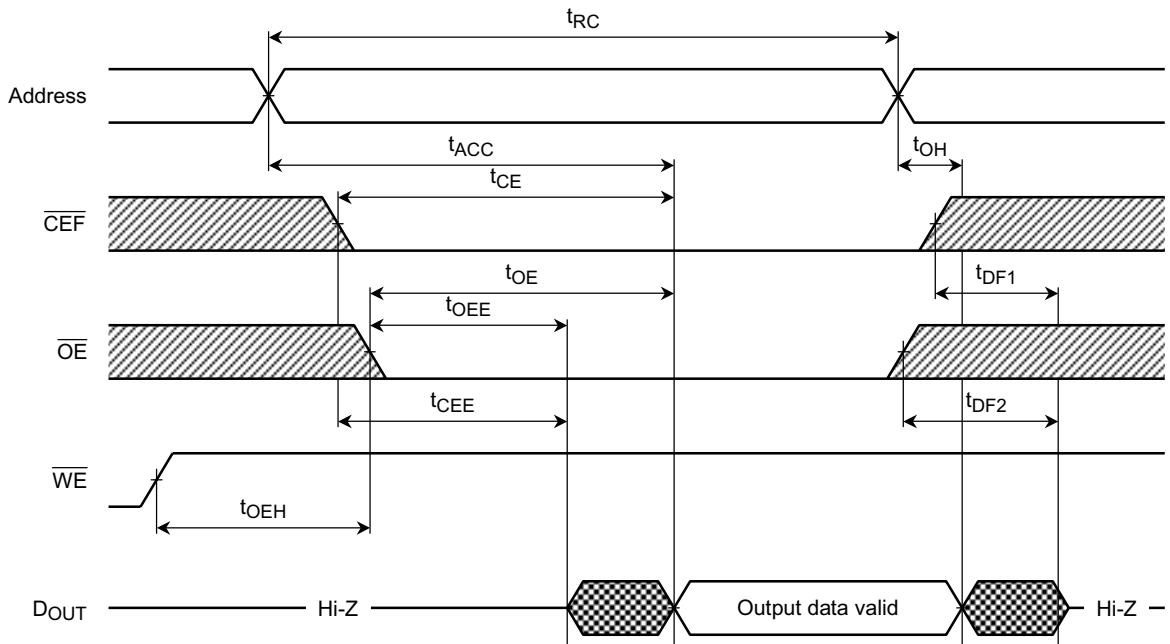 tRC
Address
tACC
tOH
tCE
CEF
tOE
tDF1
tOEE
OE
tCEE
tDF2
WE
tOEH
DOUT
Hi-Z
Output data valid
Hi-Z